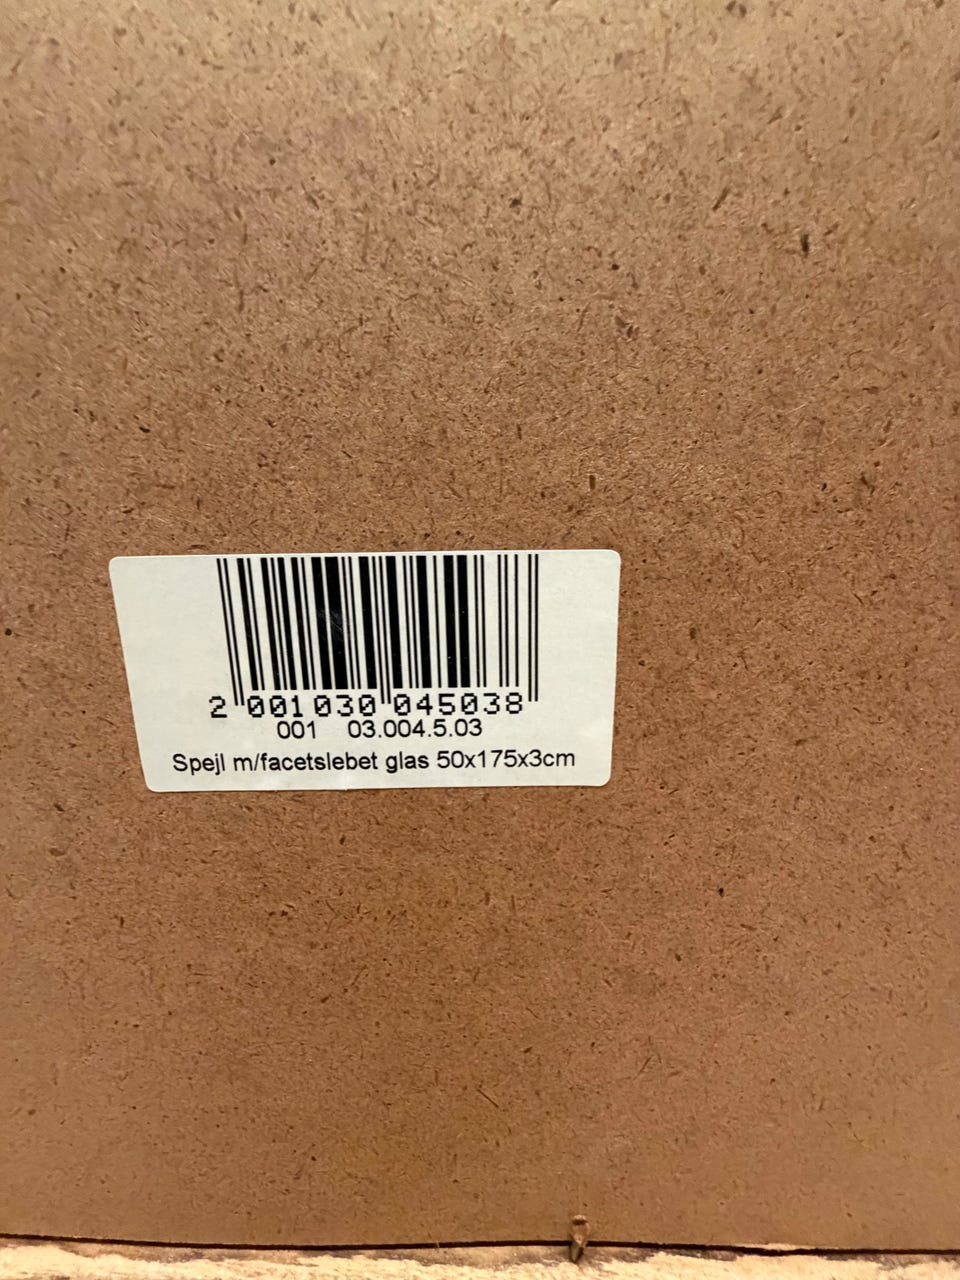 2 001030 045038
001 03.004.5.03
Spejl m/facetslebet glas 50x175x3cm